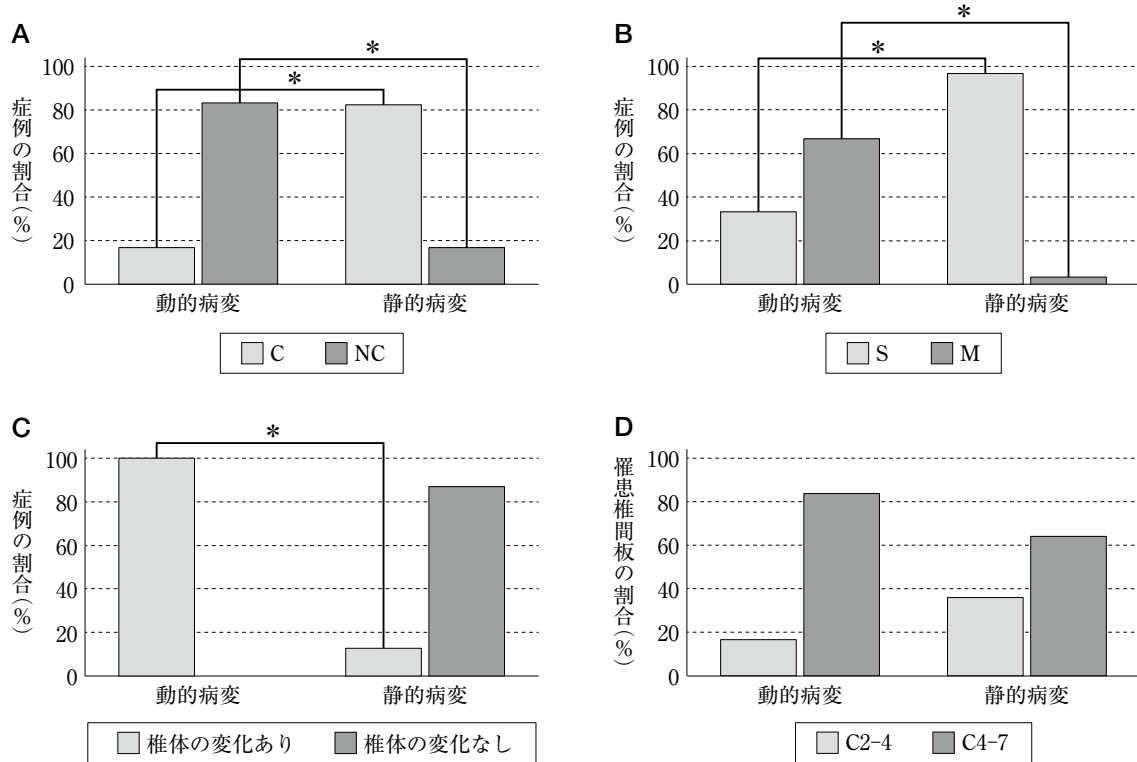 A
症例の割合(%)
100
80
60
40
20
0
*
*
動的病変
静的病変
C
NC
B
症例の割合(%)
100
80
60
40
20
0
*
*
動的病変
静的病変
S
M
C
症例の割合(%)
100
80
60
40
20
0
*
動的病変
静的病変
椎体の変化あり
椎体の変化なし
D
罹患椎間板の割合(%)
100
80
60
40
20
0
動的病変
静的病変
C2-4
C4-7